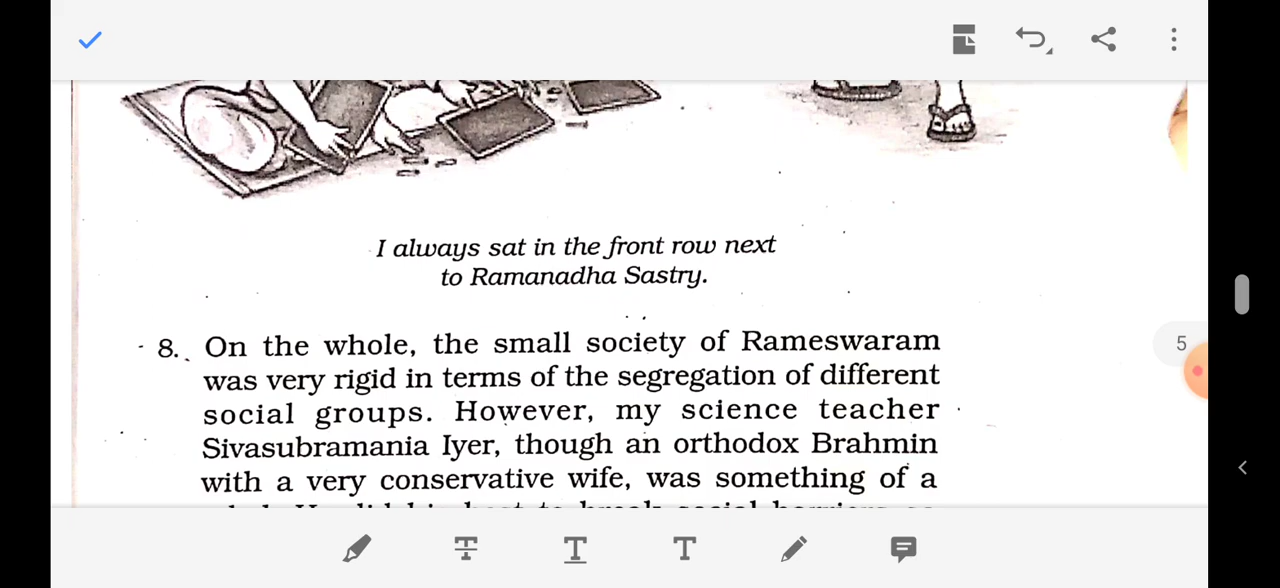 I always sat in the front row next
to Ramanadha Sastry.
5
8. On the whole, the small society of Rameswaram
was very rigid in terms of the segregation of different
social groups. However, my science teacher
Sivasubramania Iyer, though an orthodox Brahmin
with a very conservative wife, was something of a